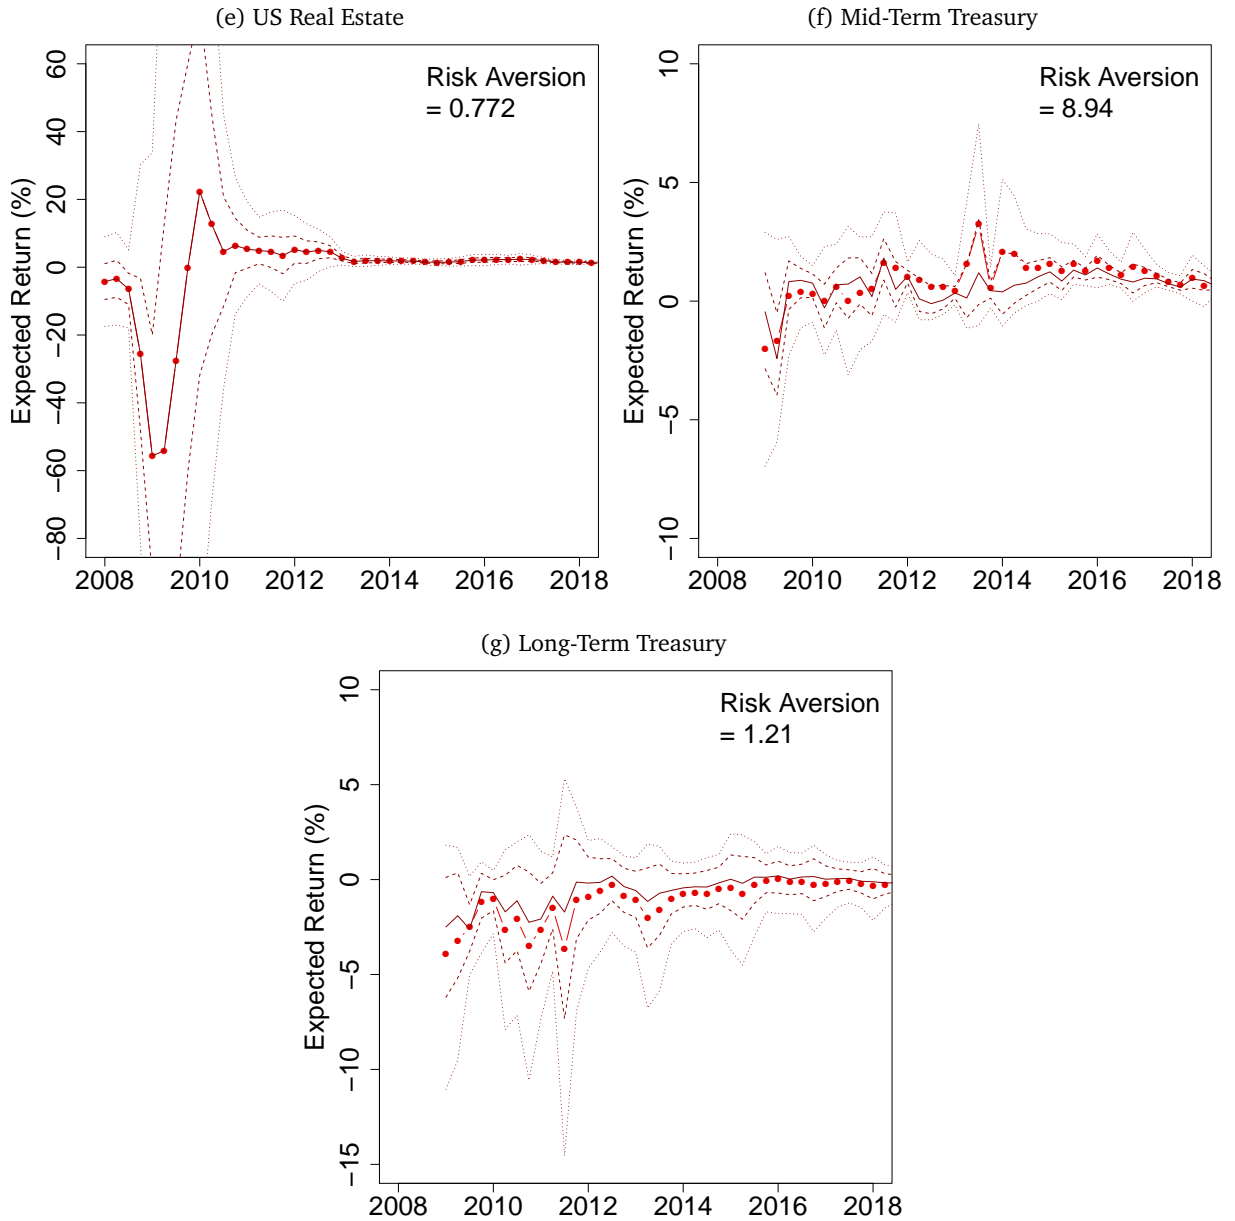 (e) US Real Estate
Risk Aversion
= 0.772
Expected Return (%)
60
40
20
0
−20
−40
−60
−80
2008 2010 2012 2014 2016 2018
(f) Mid-Term Treasury
Risk Aversion
= 8.94
Expected Return (%)
10
5
0
−5
−10
2008 2010 2012 2014 2016 2018
(g) Long-Term Treasury
Risk Aversion
= 1.21
Expected Return (%)
10
5
0
−5
−10
−15
2008 2010 2012 2014 2016 2018